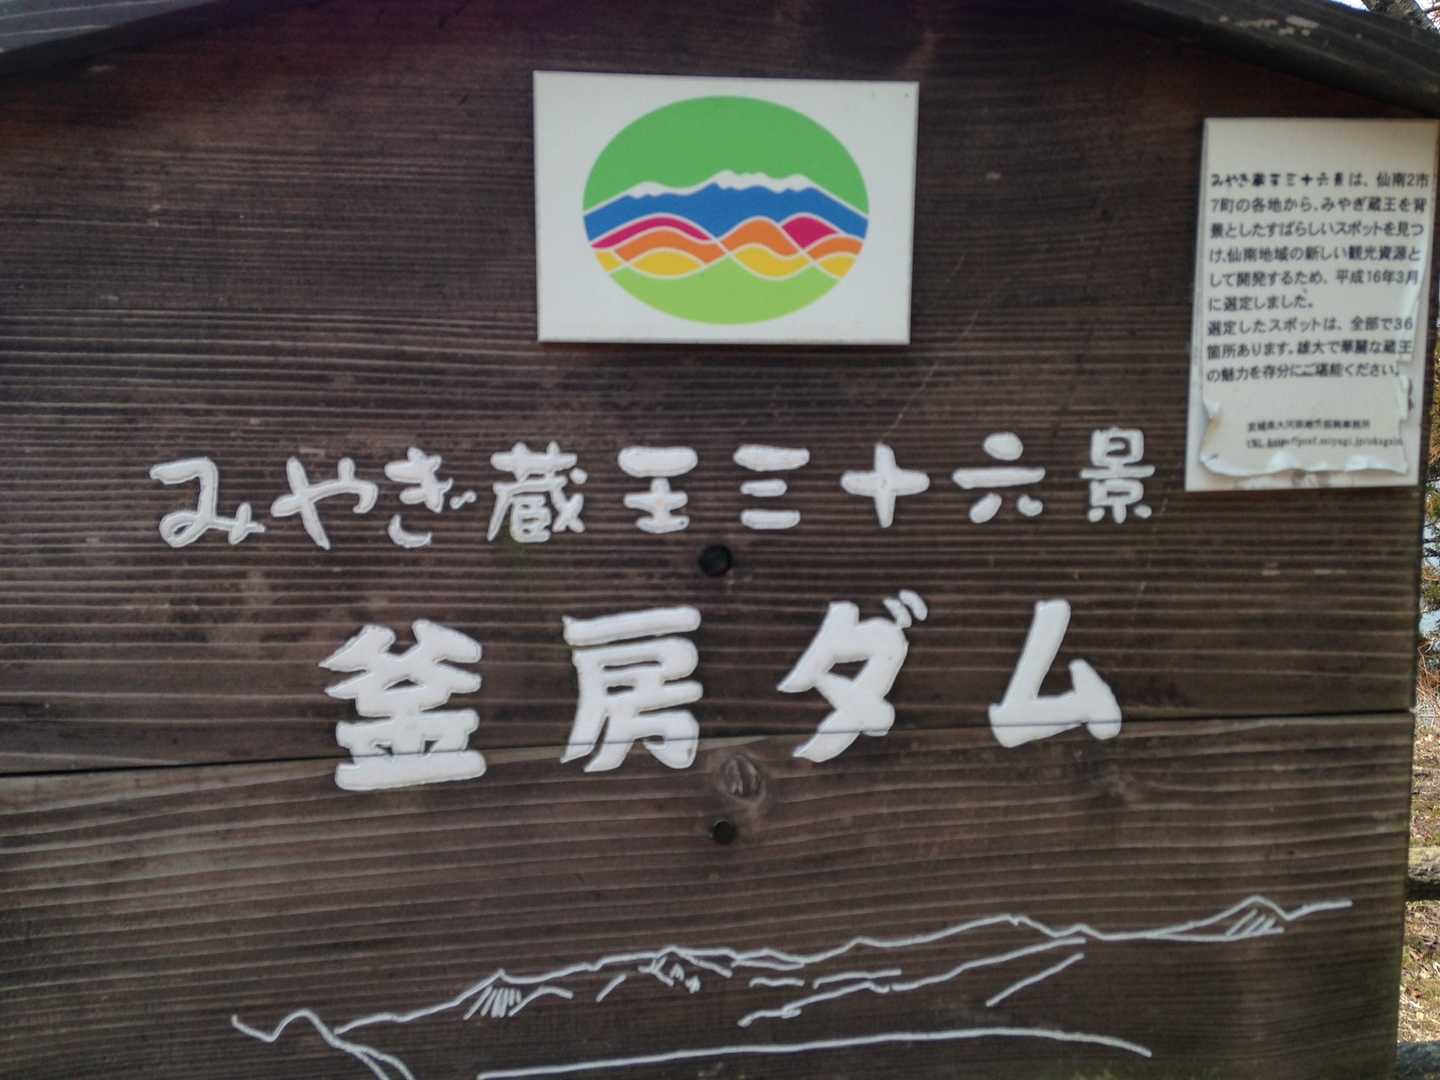 みやぎ蔵王三十六景は、仙南2市
7町の各地から、みやぎ蔵王を背
景としたすばらしいスポットを見つ
け、仙南地域の新しい観光資源と
して開発するため、平成16年3月
に選定しました。
選定したスポットは、全部で36
箇所あります。雄大で華麗な蔵王
の魅力を存分にご堪能ください。
みやぎ蔵王三十六景
釜房ダム